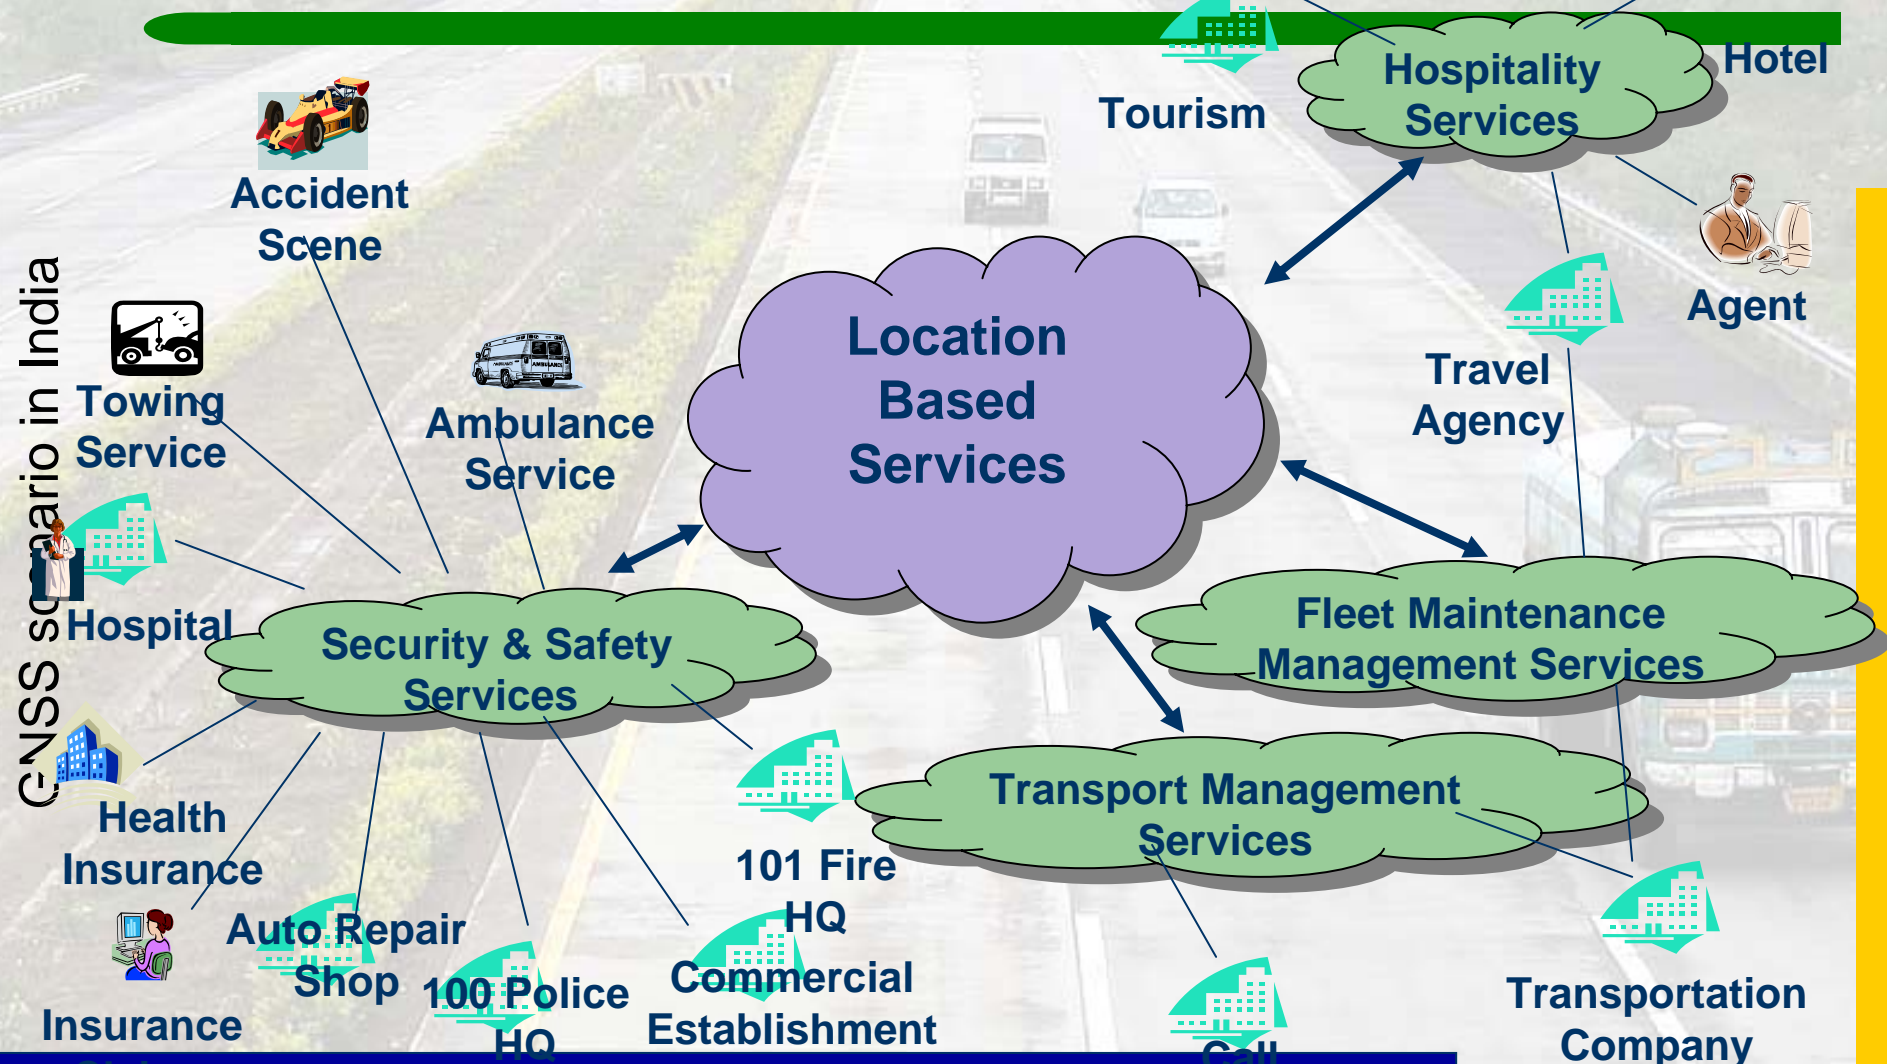 Hotel
Hospitality
Services
Tourism
Accident
Scene
Agent
Location
Based
Services
Travel
Agency
Towing
Service
Ambulance
Service
GNSS scenario in India
Hospital
Security & Safety
Services
Fleet Maintenance
Management Services
Transport Management
Services
Health
Insurance
101 Fire
HQ
Auto Repair
Shop
100 Police
HQ
Commercial
Establishment
Insurance
Call
Transportation
Company
AMBULANCE